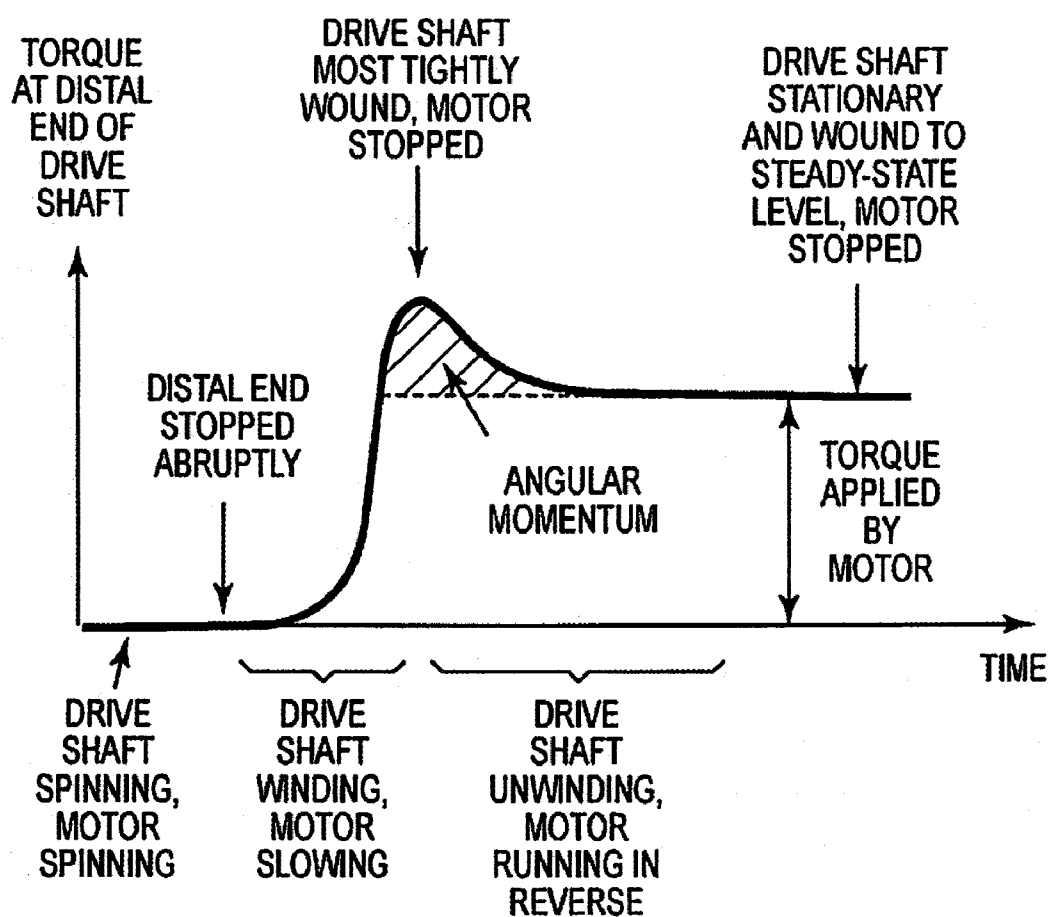 TORQUE
AT DISTAL
END OF
DRIVE
SHAFT
DRIVE SHAFT
MOST TIGHTLY
WOUND, MOTOR
STOPPED
DRIVE SHAFT
STATIONARY
AND WOUND TO
STEADY-STATE
LEVEL, MOTOR
STOPPED
DISTAL END
STOPPED
ABRUPTLY
ANGULAR
MOMENTUM
TORQUE
APPLIED
BY
MOTOR
TIME
DRIVE
SHAFT
SPINNING,
MOTOR
SPINNING
DRIVE
SHAFT
WINDING,
MOTOR
SLOWING
DRIVE
SHAFT
UNWINDING,
MOTOR
RUNNING IN
REVERSE